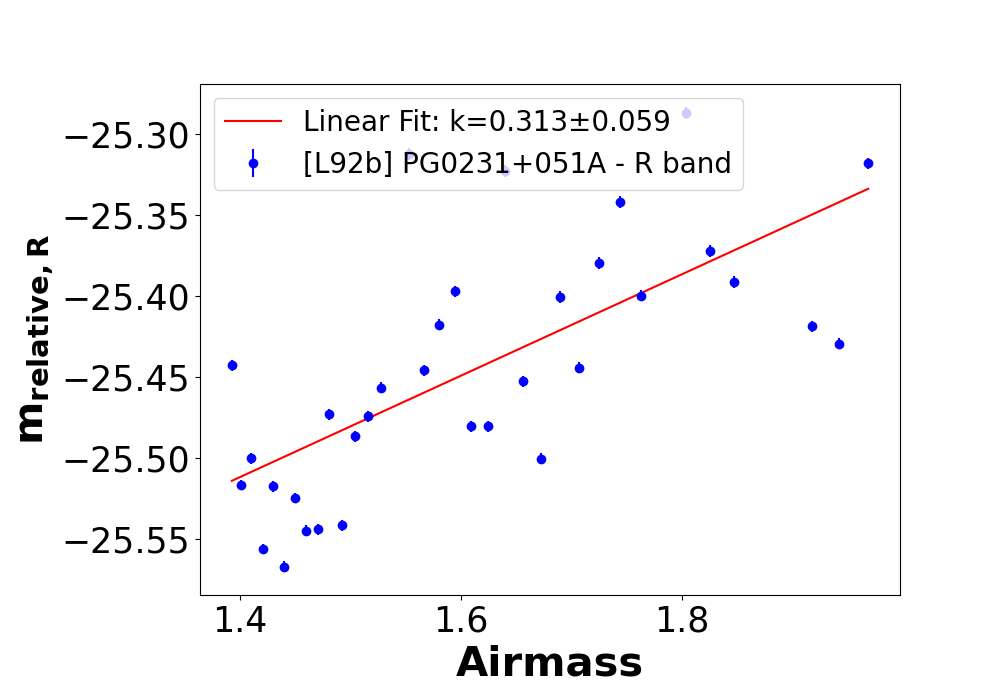 Linear Fit: k=0.313±0.059
[L92b] PG0231+051A - R band
−25.30
−25.35
−25.40
−25.45
−25.50
−25.55
m relative, R
1.4 1.6 1.8
Airmass